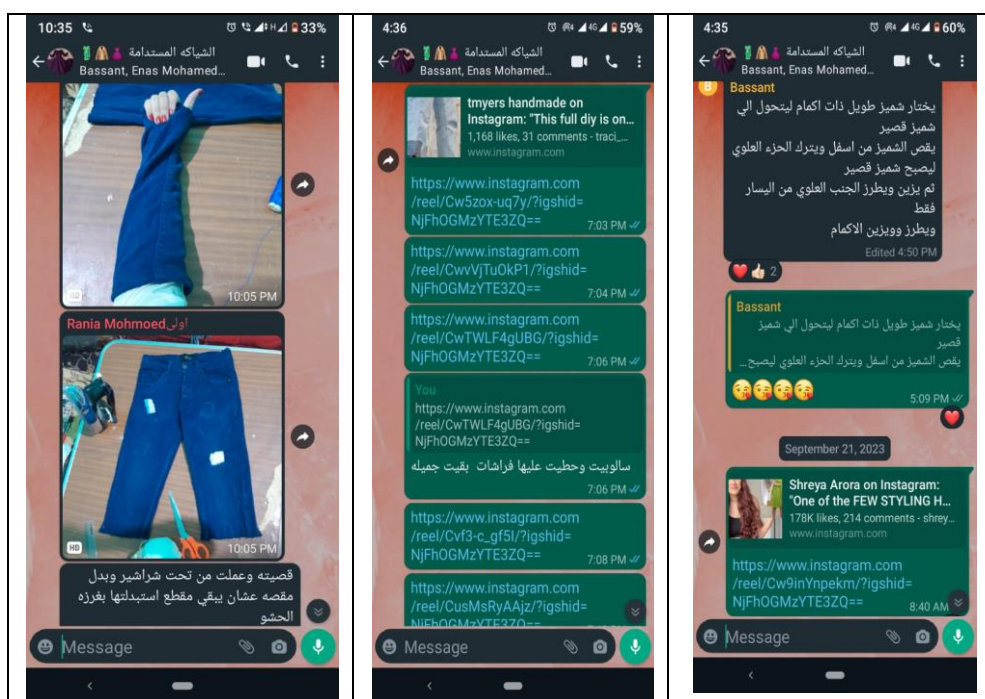 10:35
33%
الشياكه المستدامة
Bassant, Enas Mohamed...
HD
10:05 PM
Rania Mohmoed اولى
HD
10:05 PM
قصيته وعملت من تحت شراشير وبدل
مقصه عشان يبقي مقطع استبدلتها بغرزه
الحشو
Message
4:36
4G 59%
الشياكه المستدامة
Bassant, Enas Mohamed...
tmyers handmade on
Instagram: "This full diy is on...
1,168 likes, 31 comments - traci_...
www.instagram.com
https://www.instagram.com
/reel/Cw5zox-uq7y/?igshid=
NjFhOGMzYTE3ZQ==
7:03 PM
https://www.instagram.com
/reel/CwvVjTuOkP1/?igshid=
NjFhOGMzYTE3ZQ==
7:04 PM
https://www.instagram.com
/reel/CwTWLF4gUBG/?igshid=
NjFhOGMzYTE3ZQ==
7:06 PM
You
https://www.instagram.com
/reel/CwTWLF4gUBG/?igshid=
NjFhOGMzYTE3ZQ==
سالوبيت وحطيت عليها فراشات بقيت جميله
7:06 PM
https://www.instagram.com
/reel/Cvf3-c_gf5I/?igshid=
NjFhOGMzYTE3ZQ==
7:08 PM
https://www.instagram.com
/reel/CusMsRyAAjz/?igshid=
NjFhOGMzYTE3ZQ==
Message
4:35
4G 60%
الشياكه المستدامة
Bassant, Enas Mohamed...
B
Bassant
يختار شميز طويل ذات اكمام ليتحول الي
شميز قصير
يقص الشميز من اسفل ويترك الحزء العلوي
ليصبح شميز قصير
ثم يزين ويطرز الجنب العلوي من اليسار
فقط
ويطرز وويزين الاكمام
Edited 4:50 PM
2
Bassant
يختار شميز طويل ذات اكمام ليتحول الي شميز
قصير
يقص الشميز من اسفل ويترك الحزء العلوي ليصبح...
😘😘😘😘
5:09 PM
September 21, 2023
Shreya Arora on Instagram:
"One of the FEW STYLING H...
178K likes, 214 comments - shrey...
www.instagram.com
https://www.instagram.com
/reel/Cw9inYnpekm/?igshid=
NjFhOGMzYTE3ZQ==
8:40 AM
Message